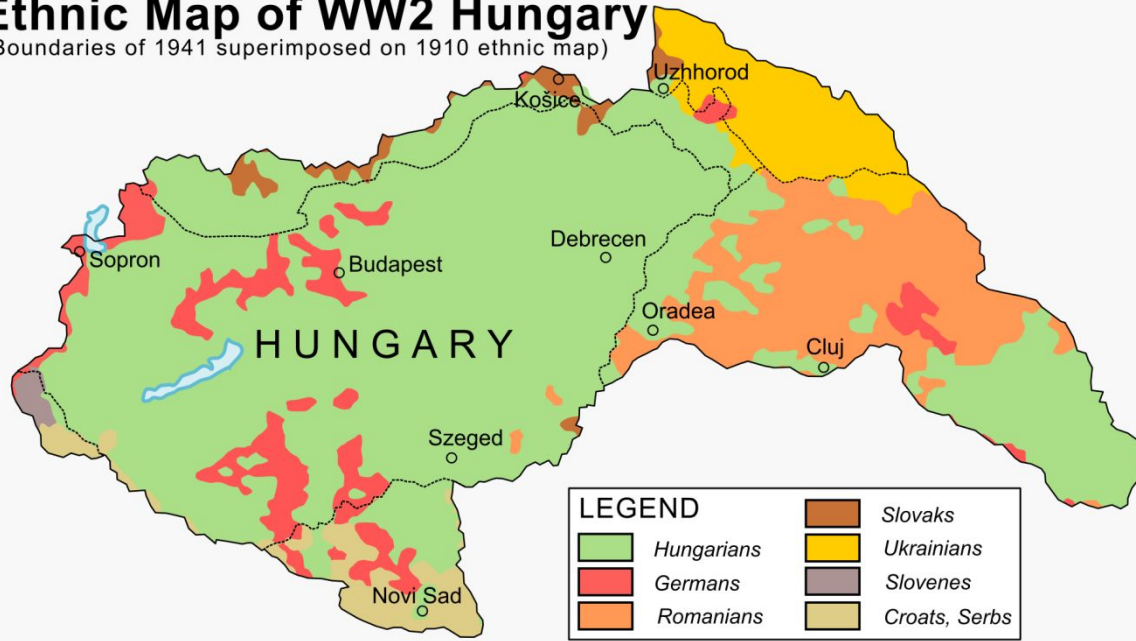 Ethnic Map of WW2 Hungary
Boundaries of 1941 superimposed on 1910 ethnic map)
Uzhhorod
Košice
Sopron
Budapest
Debrecen
HUNGARY
Oradea
Cluj
Szeged
Novi Sad
LEGEND
Hungarians
Germans
Romanians
Slovaks
Ukrainians
Slovenes
Croats, Serbs